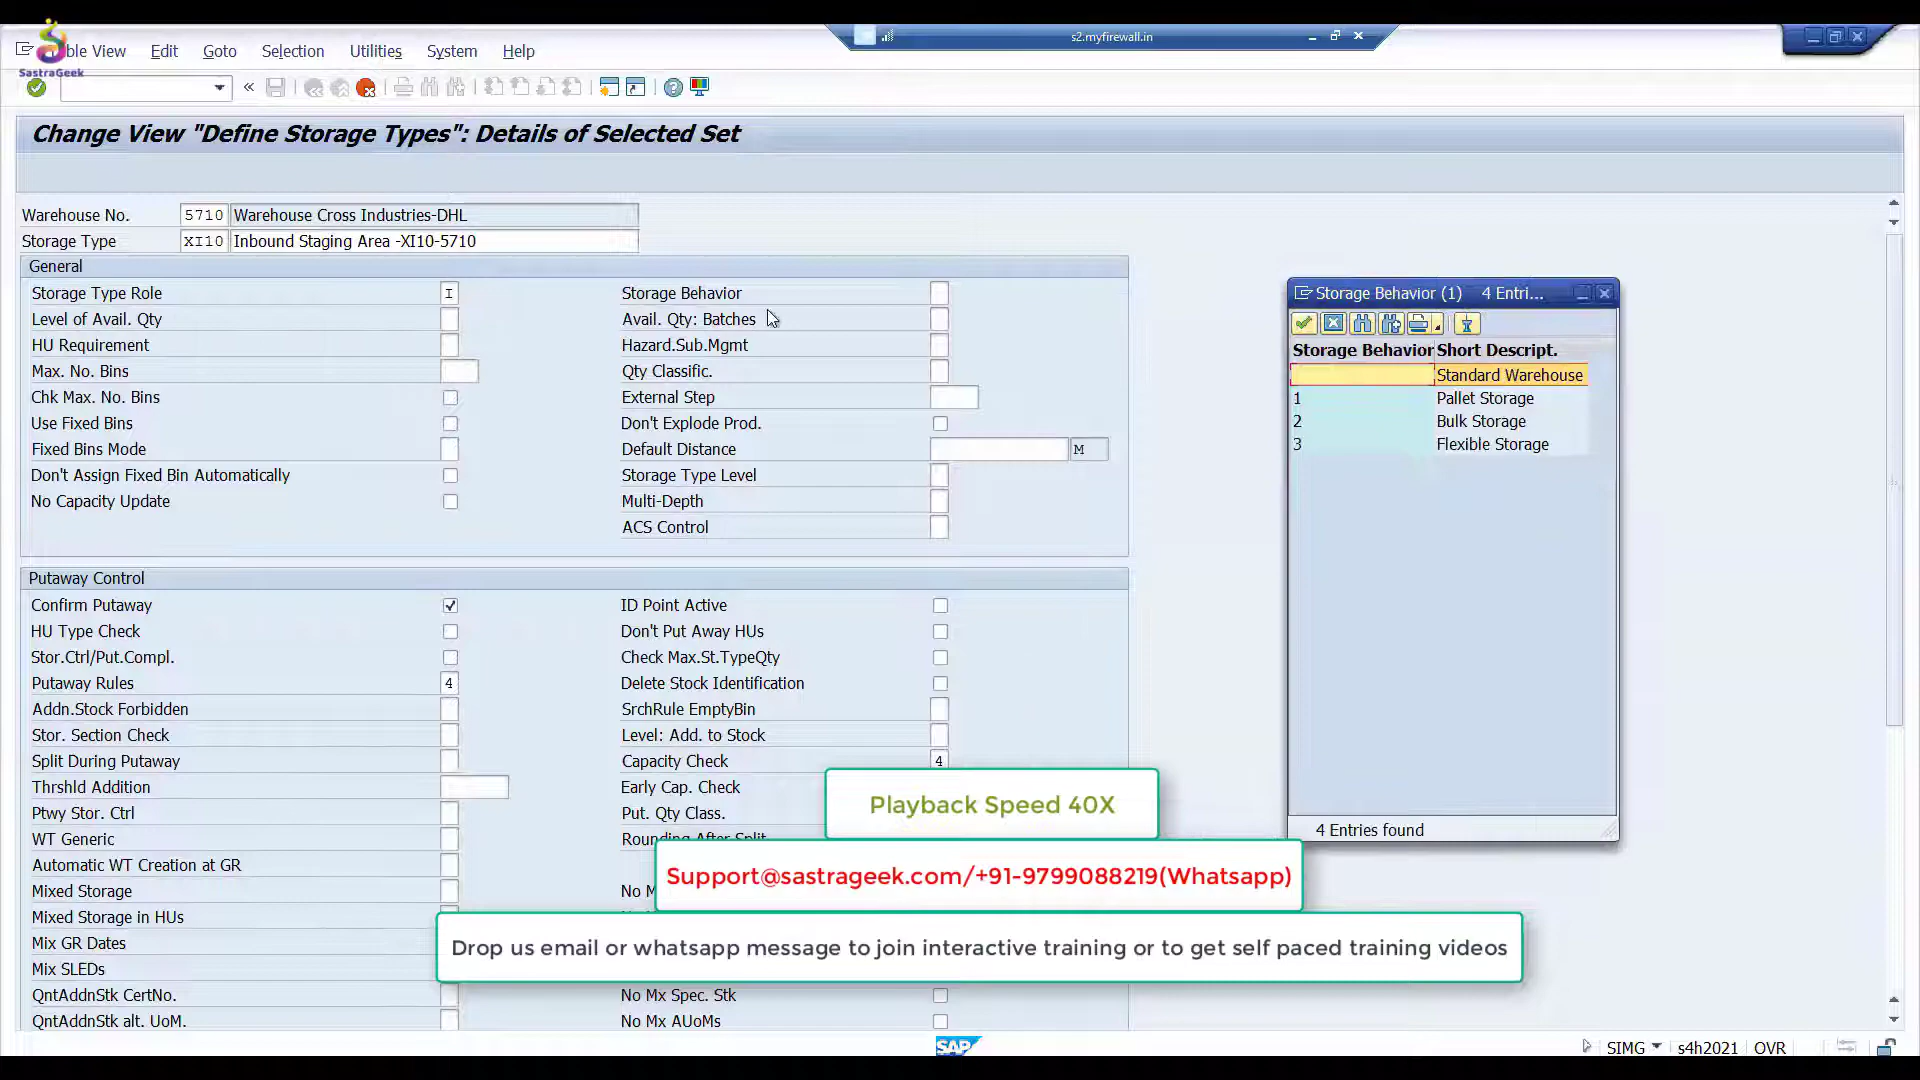 s2.myfirewall.in
ble View Edit Goto Selection Utilities System Help
SastraGeek
Change View "Define Storage Types": Details of Selected Set
Warehouse No. 5710 Warehouse Cross Industries-DHL
Storage Type XI10 Inbound Staging Area -XI10-5710
General
Storage Type Role I Storage Behavior
Level of Avail. Qty Avail. Qty: Batches
HU Requirement Hazard.Sub.Mgmt
Max. No. Bins Qty Classific.
Chk Max. No. Bins External Step
Use Fixed Bins Don't Explode Prod.
Fixed Bins Mode Default Distance M
Don't Assign Fixed Bin Automatically Storage Type Level
No Capacity Update Multi-Depth
ACS Control
Putaway Control
Confirm Putaway ID Point Active
HU Type Check Don't Put Away HUs
Stor.Ctrl/Put.Compl. Check Max.St.TypeQty
Putaway Rules 4 Delete Stock Identification
Addn.Stock Forbidden SrchRule EmptyBin
Stor. Section Check Level: Add. to Stock
Split During Putaway Capacity Check 4
Thrshld Addition Early Cap. Check
Ptwy Stor. Ctrl Put. Qty Class.
WT Generic Rounding After Split
Automatic WT Creation at GR
Mixed Storage No M
Mixed Storage in HUs
Mix GR Dates
Mix SLEDs
QntAddnStk CertNo. No Mx Spec. Stk
QntAddnStk alt. UoM. No Mx AUoMs
Storage Behavior (1) 4 Entri...
Storage Behavior Short Descript.
Standard Warehouse
1 Pallet Storage
2 Bulk Storage
3 Flexible Storage
4 Entries found
Playback Speed 40X
Support@sastrageek.com/+91-9799088219(Whatsapp)
Drop us email or whatsapp message to join interactive training or to get self paced training videos
SAP
SIMG s4h2021 OVR